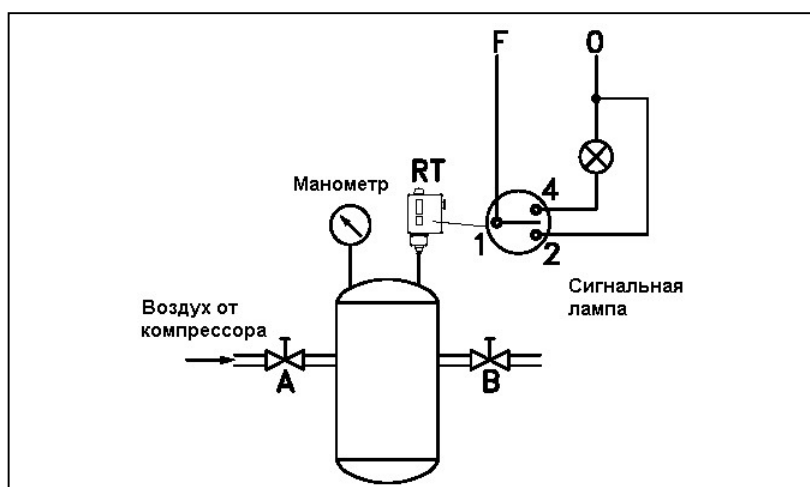 F
0
RT
Манометр
4
1
2
Сигнальная
лампа
Воздух от
компрессора
A
B